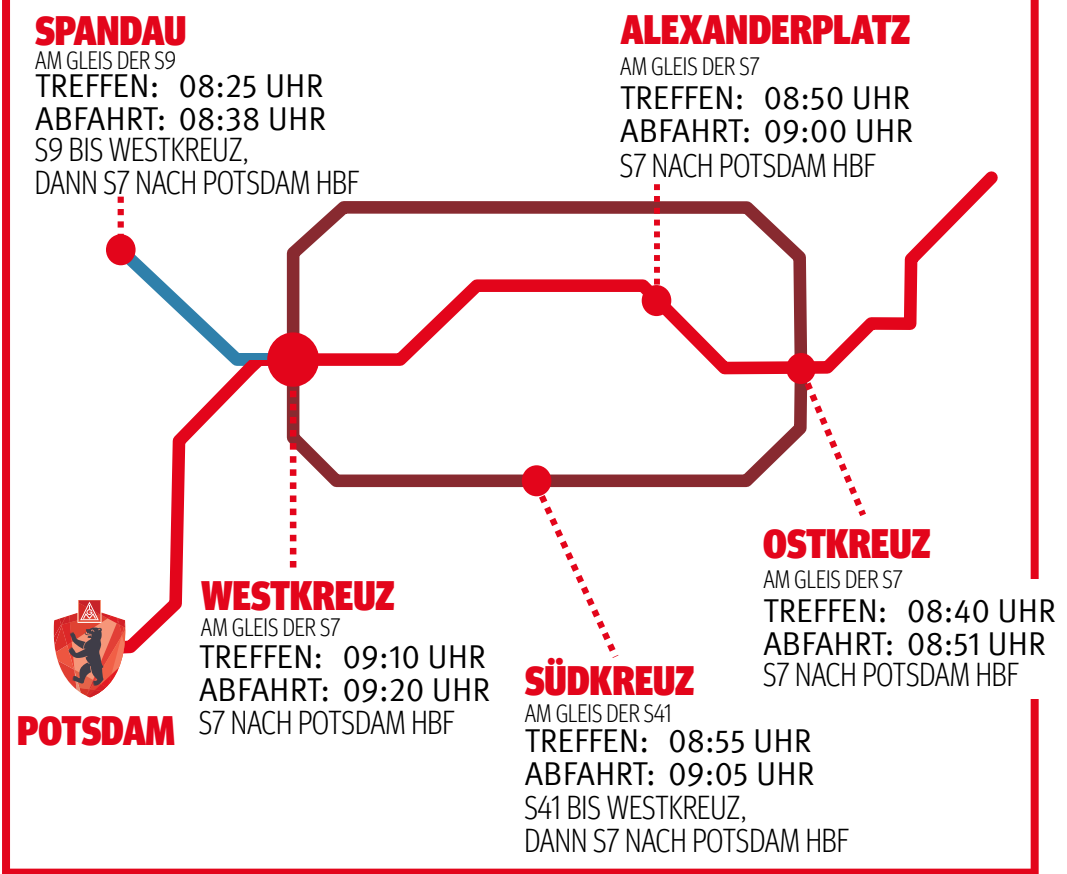 SPANDAU
AM GLEIS DER S9
TREFFEN: 08:25 UHR
ABFAHRT: 08:38 UHR
S9 BIS WESTKREUZ,
DANN S7 NACH POTSDAM HBF
ALEXANDERPLATZ
AM GLEIS DER S7
TREFFEN: 08:50 UHR
ABFAHRT: 09:00 UHR
S7 NACH POTSDAM HBF
OSTKREUZ
AM GLEIS DER S7
TREFFEN: 08:40 UHR
ABFAHRT: 08:51 UHR
S7 NACH POTSDAM HBF
WESTKREUZ
AM GLEIS DER S7
TREFFEN: 09:10 UHR
ABFAHRT: 09:20 UHR
S7 NACH POTSDAM HBF
SÜDKREUZ
AM GLEIS DER S41
TREFFEN: 08:55 UHR
ABFAHRT: 09:05 UHR
S41 BIS WESTKREUZ,
DANN S7 NACH POTSDAM HBF
POTSDAM